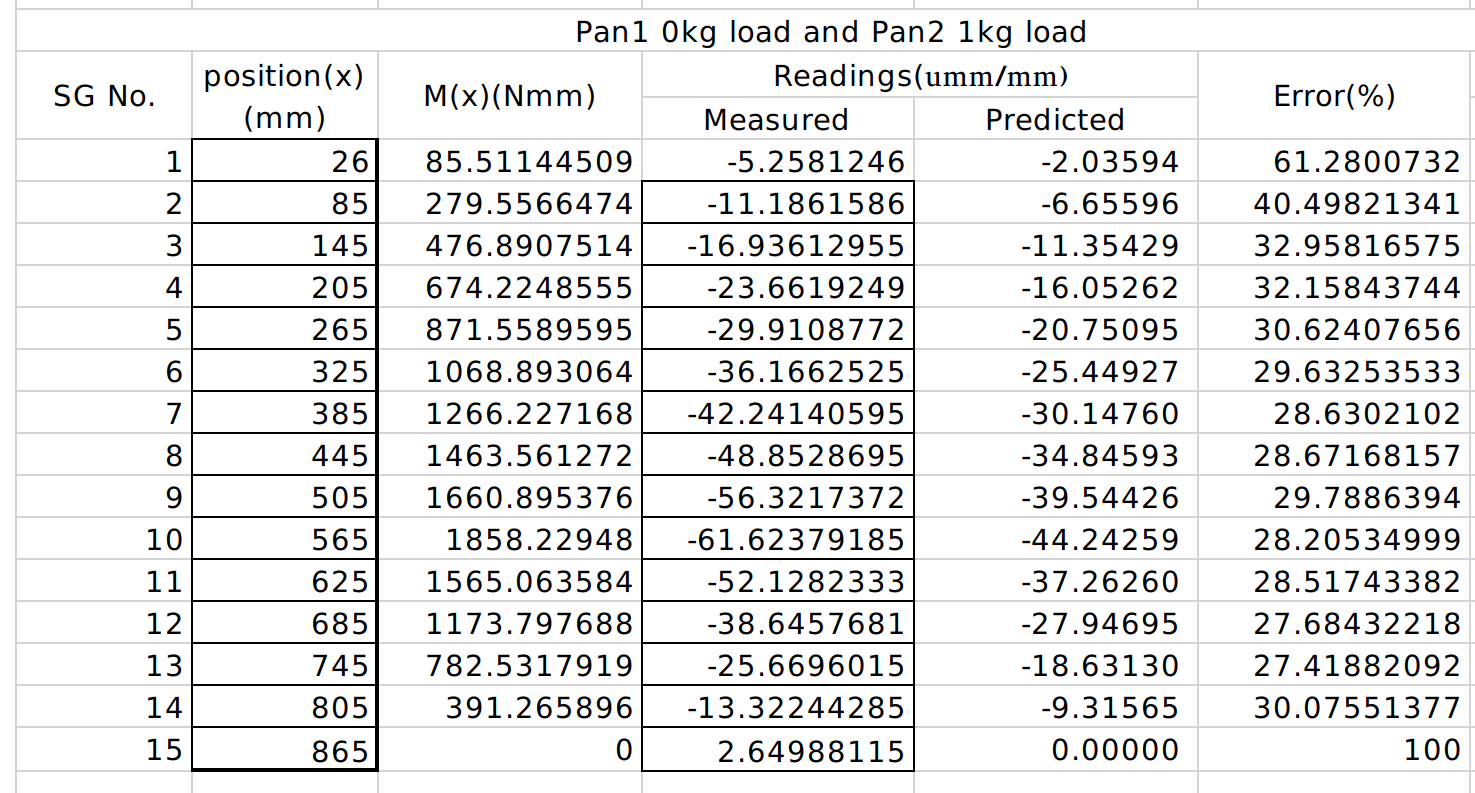 Pan1 0kg load and Pan2 1kg load
SG No. position(x) (mm) M(x)(Nmm) Readings(umm/mm) Error(%)
Measured Predicted
1 26 85.51144509 -5.2581246 -2.03594 61.2800732
2 85 279.5566474 -11.1861586 -6.65596 40.49821341
3 145 476.8907514 -16.93612955 -11.35429 32.95816575
4 205 674.2248555 -23.6619249 -16.05262 32.15843744
5 265 871.5589595 -29.9108772 -20.75095 30.62407656
6 325 1068.893064 -36.1662525 -25.44927 29.63253533
7 385 1266.227168 -42.24140595 -30.14760 28.6302102
8 445 1463.561272 -48.8528695 -34.84593 28.67168157
9 505 1660.895376 -56.3217372 -39.54426 29.7886394
10 565 1858.22948 -61.62379185 -44.24259 28.20534999
11 625 1565.063584 -52.1282333 -37.26260 28.51743382
12 685 1173.797688 -38.6457681 -27.94695 27.68432218
13 745 782.5317919 -25.6696015 -18.63130 27.41882092
14 805 391.265896 -13.32244285 -9.31565 30.07551377
15 865 0 2.64988115 0.00000 100